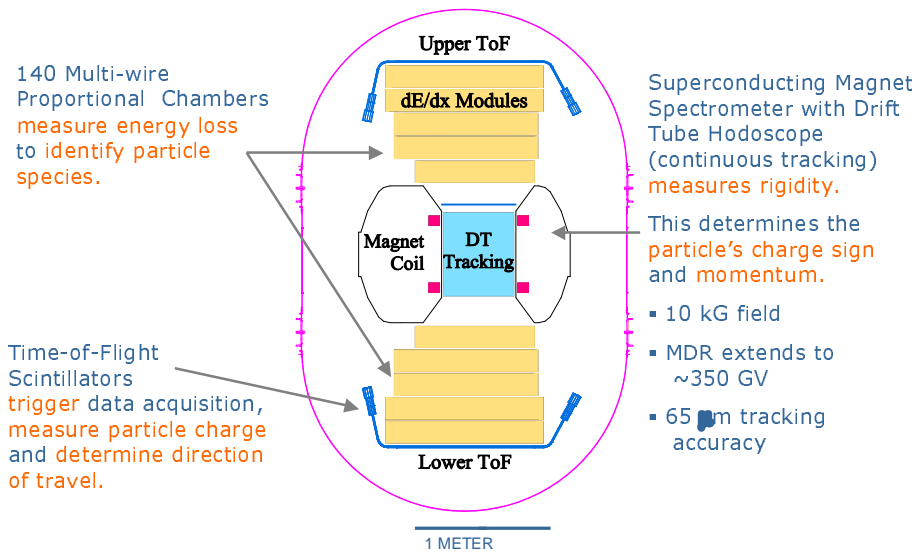 Upper ToF
140 Multi-wire
Proportional Chambers
measure energy loss
to identify particle
species.
dE/dx Modules
Superconducting Magnet
Spectrometer with Drift
Tube Hodoscope
(continuous tracking)
measures rigidity.
Magnet
Coil
DT
Tracking
This determines the
particle's charge sign
and momentum.
▪ 10 kG field
▪ MDR extends to
~350 GV
▪ 65 m tracking
accuracy
Time-of-Flight
Scintillators
trigger data acquisition,
measure particle charge
and determine direction
of travel.
Lower ToF
1 METER